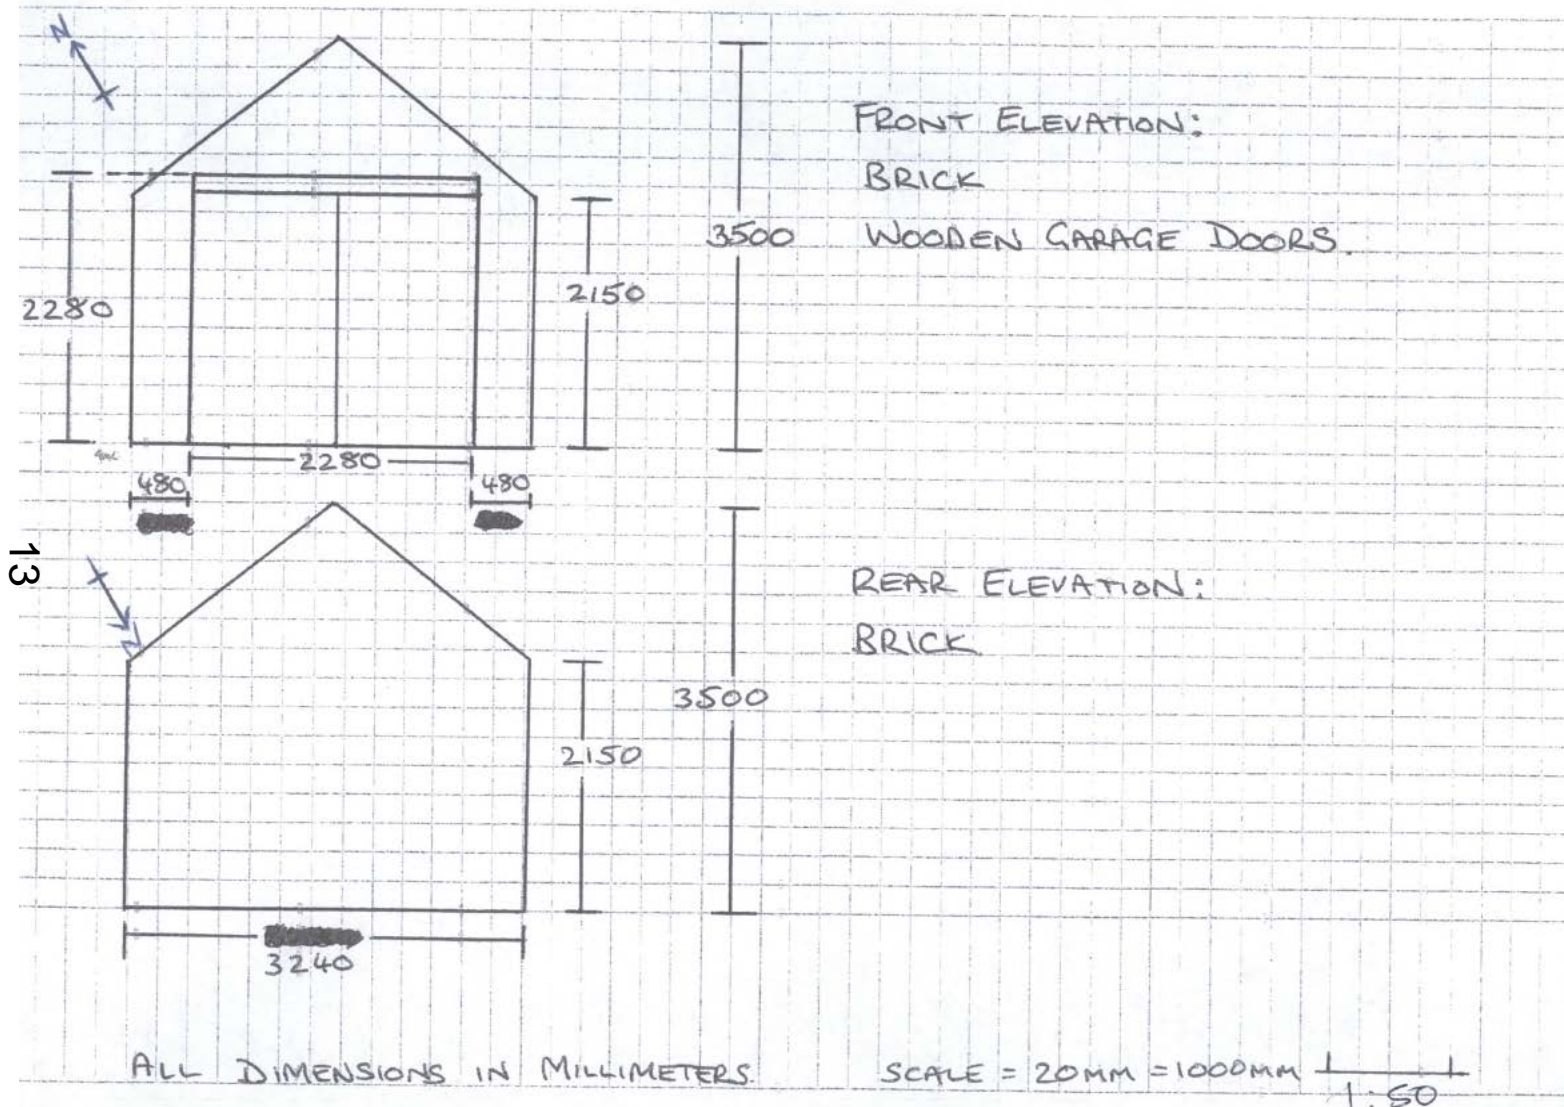 N
FRONT ELEVATION:
BRICK
WOODEN GARAGE DOORS.
3500
2150
2280
2280
480
480
13
N
REAR ELEVATION:
BRICK
3500
2150
3240
ALL DIMENSIONS IN MILLIMETERS.
SCALE = 20MM = 1000MM
1:50